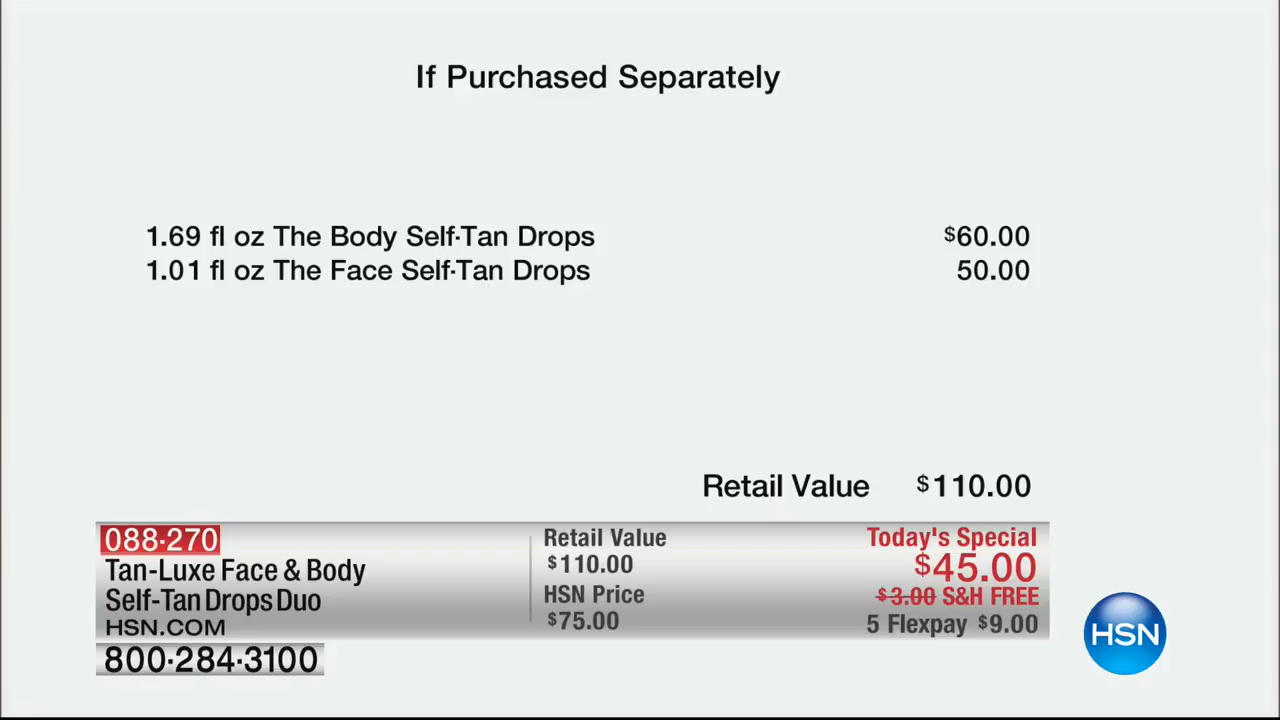 If Purchased Separately
1.69 fl oz The Body Self-Tan Drops $60.00
1.01 fl oz The Face Self-Tan Drops 50.00
Retail Value $110.00
088-270
Tan-Luxe Face & Body
Self-Tan Drops Duo
HSN.COM
800-284-3100
Retail Value
$110.00
HSN Price
$75.00
Today's Special
$45.00
$3.00 S&H FREE
5 Flexpay $9.00
HSN